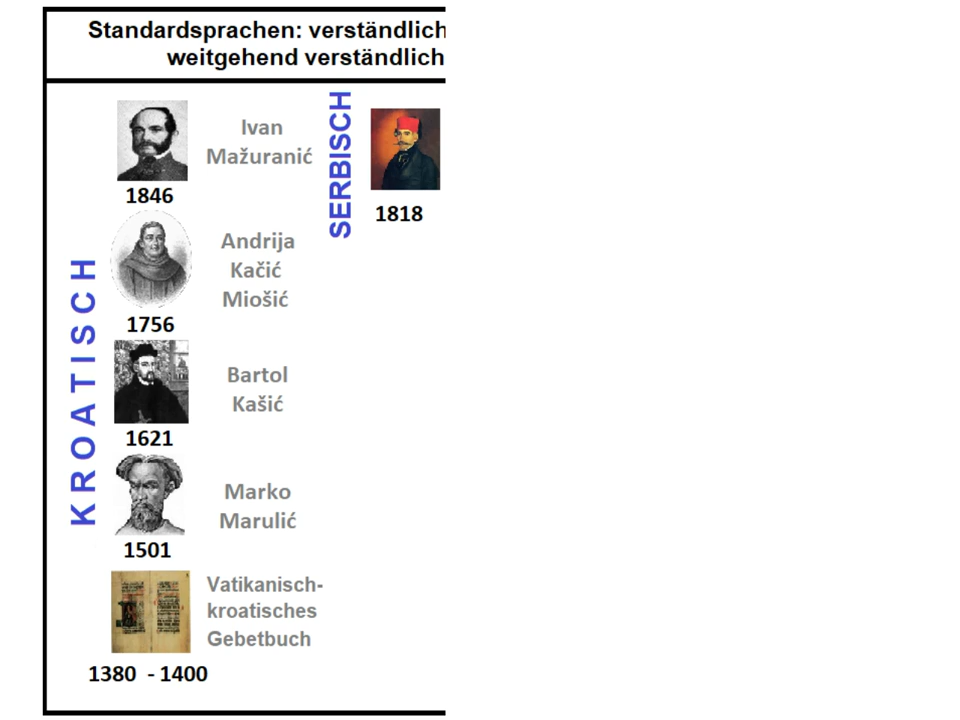 Standardsprachen: verständlich
weitgehend verständlich
KROATISCH
Ivan
Mažuranić
1846
Andrija
Kačić
Miošić
1756
Bartol
Kašić
1621
Marko
Marulić
1501
Vatikanisch-
kroatisches
Gebetbuch
1380 - 1400
SERBISCH
1818